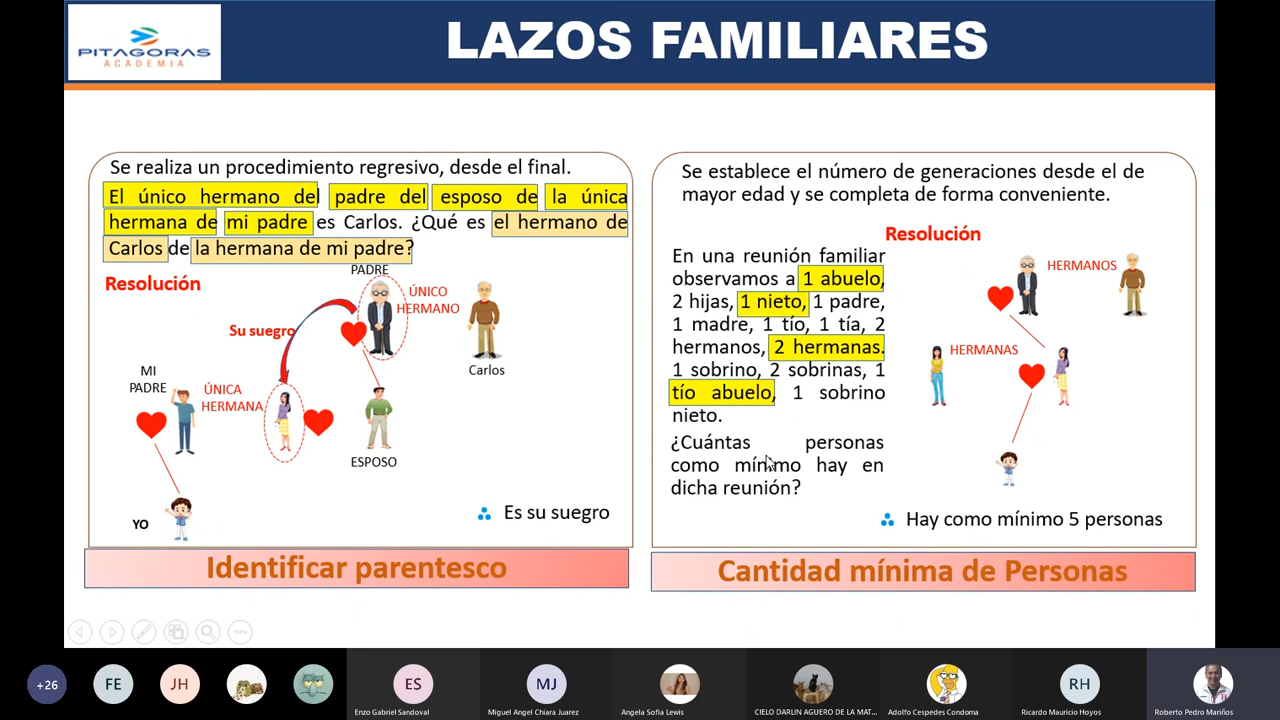 PITAGORAS
ACADEMIA
LAZOS FAMILIARES
Se realiza un procedimiento regresivo, desde el final.
El único hermano del padre del esposo de la única
hermana de mi padre es Carlos. ¿Qué es el hermano de
Carlos de la hermana de mi padre?
Resolución
PADRE
ÚNICO
HERMANO
Su suegro
Carlos
MI
PADRE
ÚNICA
HERMANA
ESPOSO
YO
Es su suegro
Identificar parentesco
Se establece el número de generaciones desde el de
mayor edad y se completa de forma conveniente.
Resolución
En una reunión familiar
observamos a 1 abuelo,
2 hijas, 1 nieto, 1 padre,
1 madre, 1 tío, 1 tía, 2
hermanos, 2 hermanas.
1 sobrino, 2 sobrinas, 1
tío abuelo, 1 sobrino
nieto.
¿Cuántas personas
como mínimo hay en
dicha reunión?
HERMANOS
HERMANAS
Hay como mínimo 5 personas
Cantidad mínima de Personas
+26
FE
JH
ES
Enzo Gabriel Sandoval
MJ
Miguel Angel Chiara Juarez
Angela Sofia Lewis
CIELO DARLIN AGUERO DE LA MAT...
Adolfo Cespedes Condoma
RH
Ricardo Mauricio Hoyos
Roberto Pedro Mariños